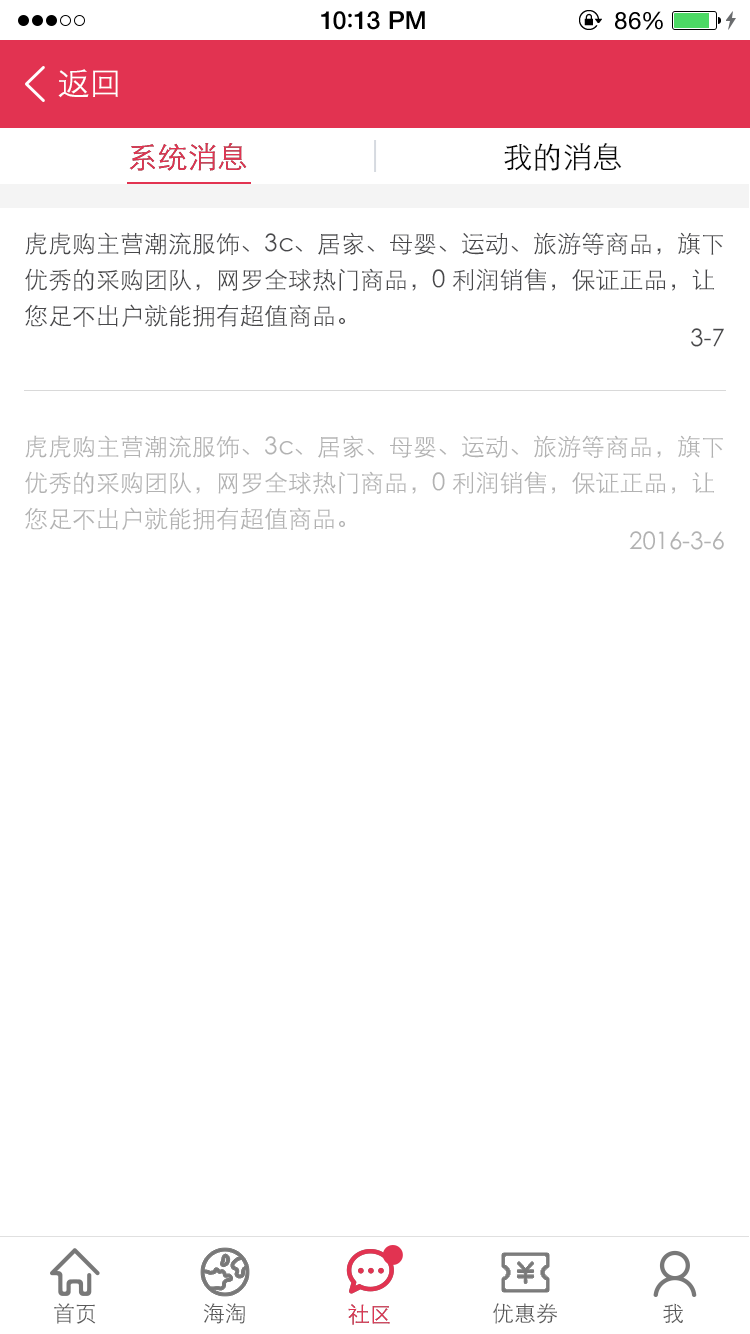 10:13 PM 86%
返回
系统消息 我的消息
虎虎购主营潮流服饰、3c、居家、母婴、运动、旅游等商品，旗下
优秀的采购团队，网罗全球热门商品，0 利润销售，保证正品，让
您足不出户就能拥有超值商品。
3-7
虎虎购主营潮流服饰、3c、居家、母婴、运动、旅游等商品，旗下
优秀的采购团队，网罗全球热门商品，0 利润销售，保证正品，让
您足不出户就能拥有超值商品。
2016-3-6
首页 海淘 社区 优惠券 我